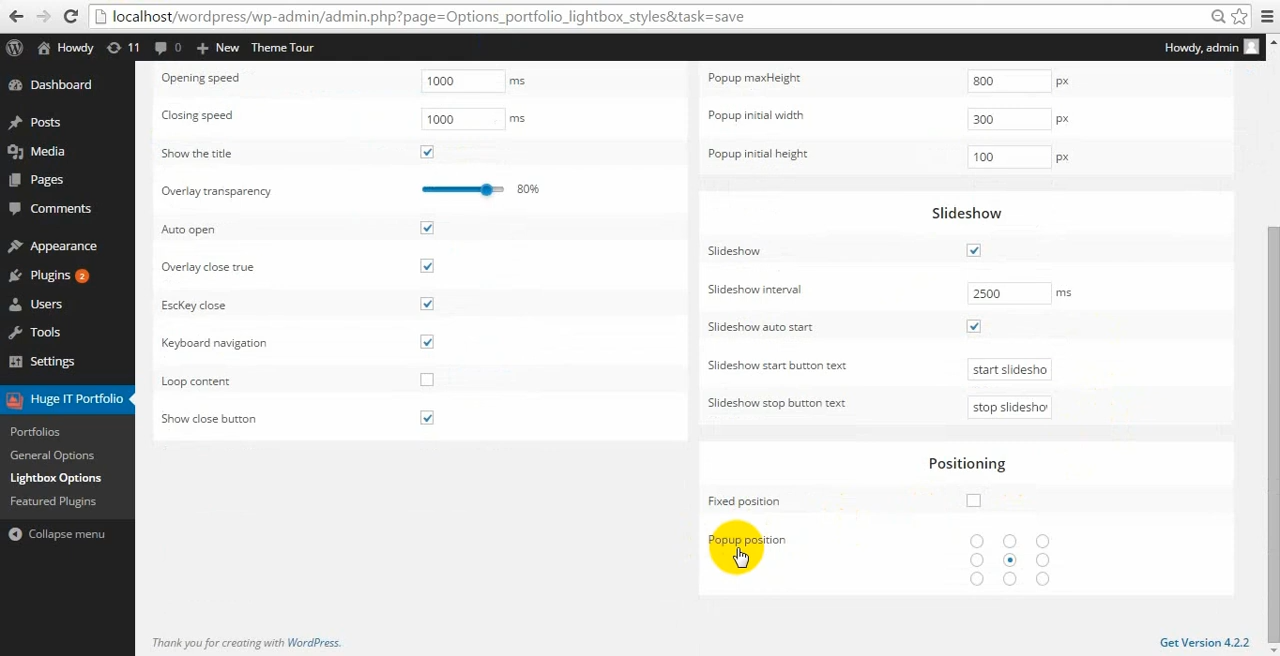 localhost/wordpress/wp-admin/admin.php?page=Options_portfolio_lightbox_styles&task=save
Howdy 11 0 New Theme Tour Howdy, admin
Dashboard
Posts
Media
Pages
Comments
Appearance
Plugins 2
Users
Tools
Settings
Huge IT Portfolio
Portfolios
General Options
Lightbox Options
Featured Plugins
Collapse menu
Opening speed 1000 ms
Closing speed 1000 ms
Show the title
Overlay transparency 80%
Auto open
Overlay close true
EscKey close
Keyboard navigation
Loop content
Show close button
Popup maxHeight 800 px
Popup initial width 300 px
Popup initial height 100 px
Slideshow
Slideshow
Slideshow interval 2500 ms
Slideshow auto start
Slideshow start button text start slidesho
Slideshow stop button text stop slideshow
Positioning
Fixed position
Popup position
Thank you for creating with WordPress.
Get Version 4.2.2